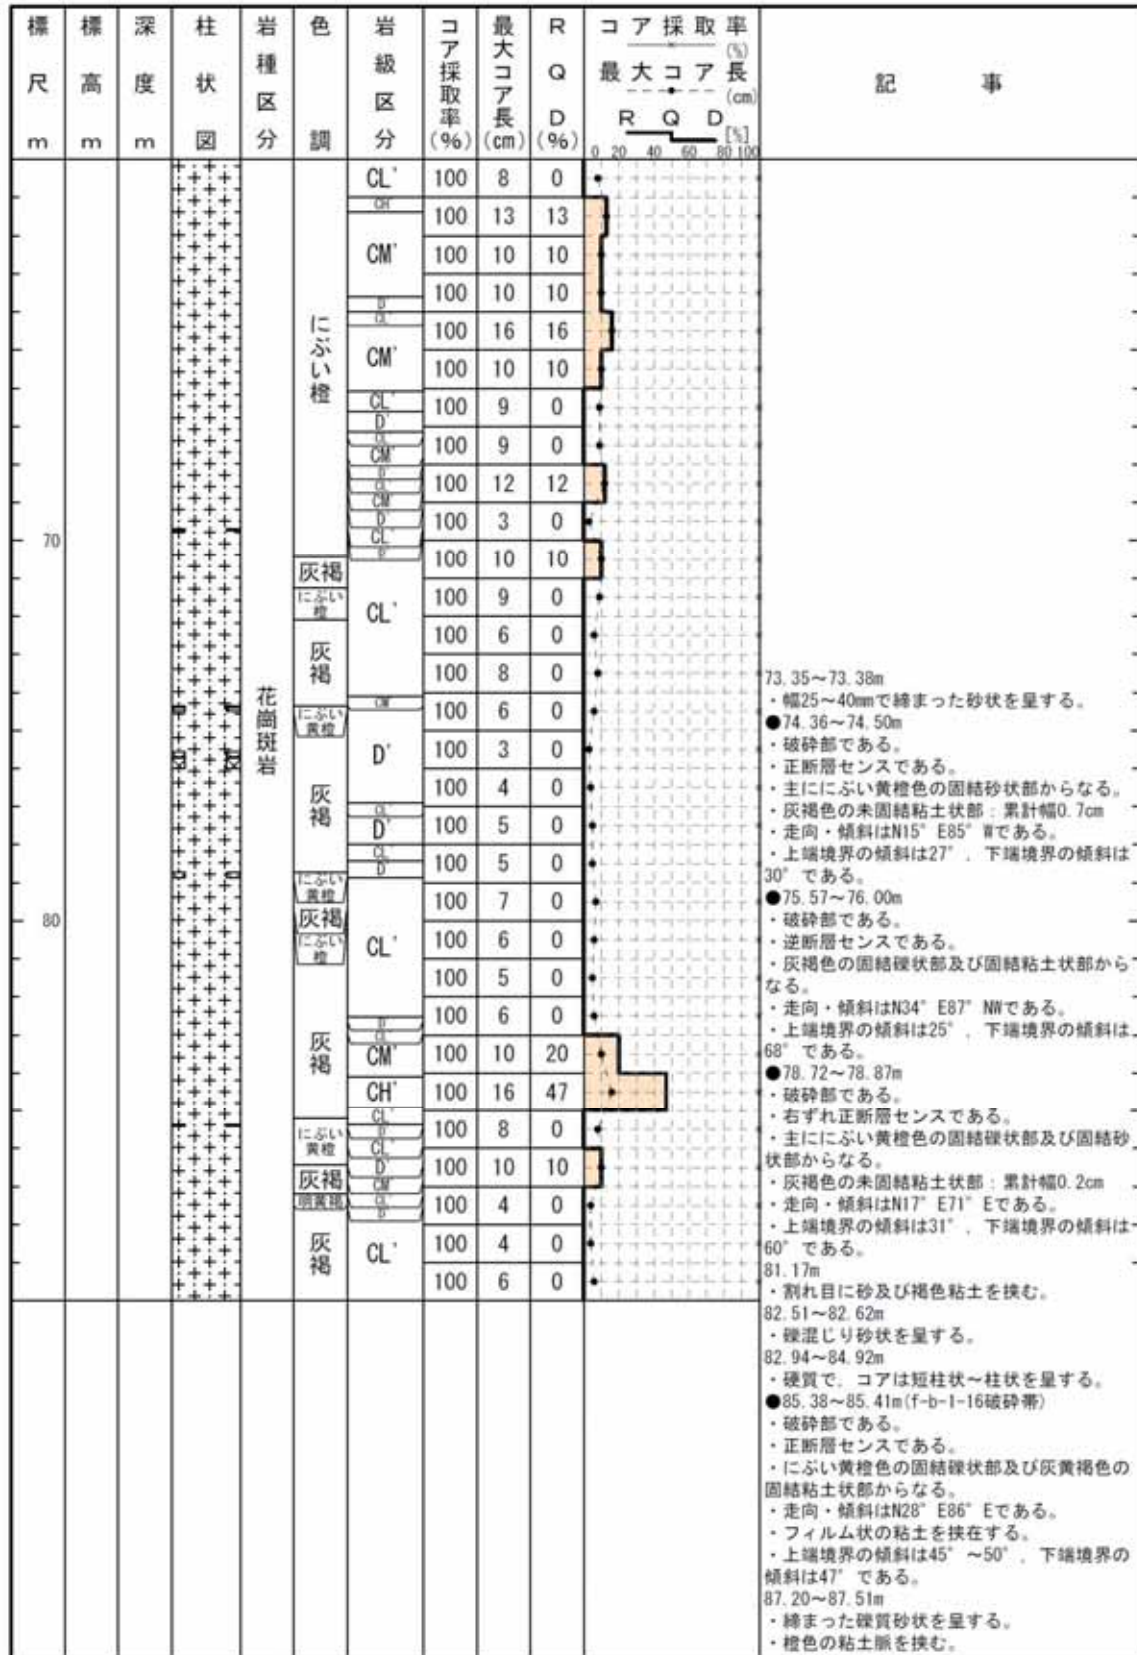 標尺m 標高m 深度m 柱状図 岩種区分 色調 岩級区分 コア採取率(%) 最大コア長(cm) RQD(%)
コア採取率(%)
最大コア長(cm)
RQD[%]
0 20 40 60 80 100
記事
70
80
花崗斑岩
にぶい橙
灰褐
にぶい橙
灰褐
にぶい黄橙
灰褐
にぶい黄橙
灰褐
にぶい橙
灰褐
にぶい黄橙
灰褐
明黄褐
灰褐
CL'
CH'
CM'
D'
CL'
CM'
CL'
D'
CL'
CM'
D'
CL'
CM'
D'
CL'
D'
CL'
CM'
D'
CL'
D'
CL'
D'
CL'
D'
CL'
CM'
CH'
CL'
D'
CL'
D'
CM'
CL'
D'
CL'
100 8 0
100 13 13
100 10 10
100 10 10
100 16 16
100 10 10
100 9 0
100 9 0
100 12 12
100 3 0
100 10 10
100 9 0
100 6 0
100 8 0
100 6 0
100 3 0
100 4 0
100 5 0
100 5 0
100 7 0
100 6 0
100 5 0
100 6 0
100 10 20
100 16 47
100 8 0
100 10 10
100 4 0
100 4 0
100 6 0
73.35～73.38m
・幅25～40mmで締まった砂状を呈する。
●74.36～74.50m
・破砕部である。
・正断層センスである。
・主ににぶい黄橙色の固結砂状部からなる。
・灰褐色の未固結粘土状部：累計幅0.7cm
・走向・傾斜はN15°E85°Wである。
・上端境界の傾斜は27°，下端境界の傾斜は
30°である。
●75.57～76.00m
・破砕部である。
・逆断層センスである。
・灰褐色の固結礫状部及び固結粘土状部から
なる。
・走向・傾斜はN34°E87°NWである。
・上端境界の傾斜は25°，下端境界の傾斜は
68°である。
●78.72～78.87m
・破砕部である。
・右ずれ正断層センスである。
・主ににぶい黄橙色の固結礫状部及び固結砂
状部からなる。
・灰褐色の未固結粘土状部：累計幅0.2cm
・走向・傾斜はN17°E71°Eである。
・上端境界の傾斜は31°，下端境界の傾斜は
60°である。
81.17m
・割れ目に砂及び褐色粘土を挟む。
82.51～82.62m
・礫混じり砂状を呈する。
82.94～84.92m
・硬質で，コアは短柱状～柱状を呈する。
●85.38～85.41m(f-b-1-16破砕帯)
・破砕部である。
・正断層センスである。
・にぶい黄橙色の固結礫状部及び灰黄褐色の
固結粘土状部からなる。
・走向・傾斜はN28°E86°Eである。
・フィルム状の粘土を挟在する。
・上端境界の傾斜は45°～50°，下端境界の
傾斜は47°である。
87.20～87.51m
・締まった礫質砂状を呈する。
・橙色の粘土脈を挟む。